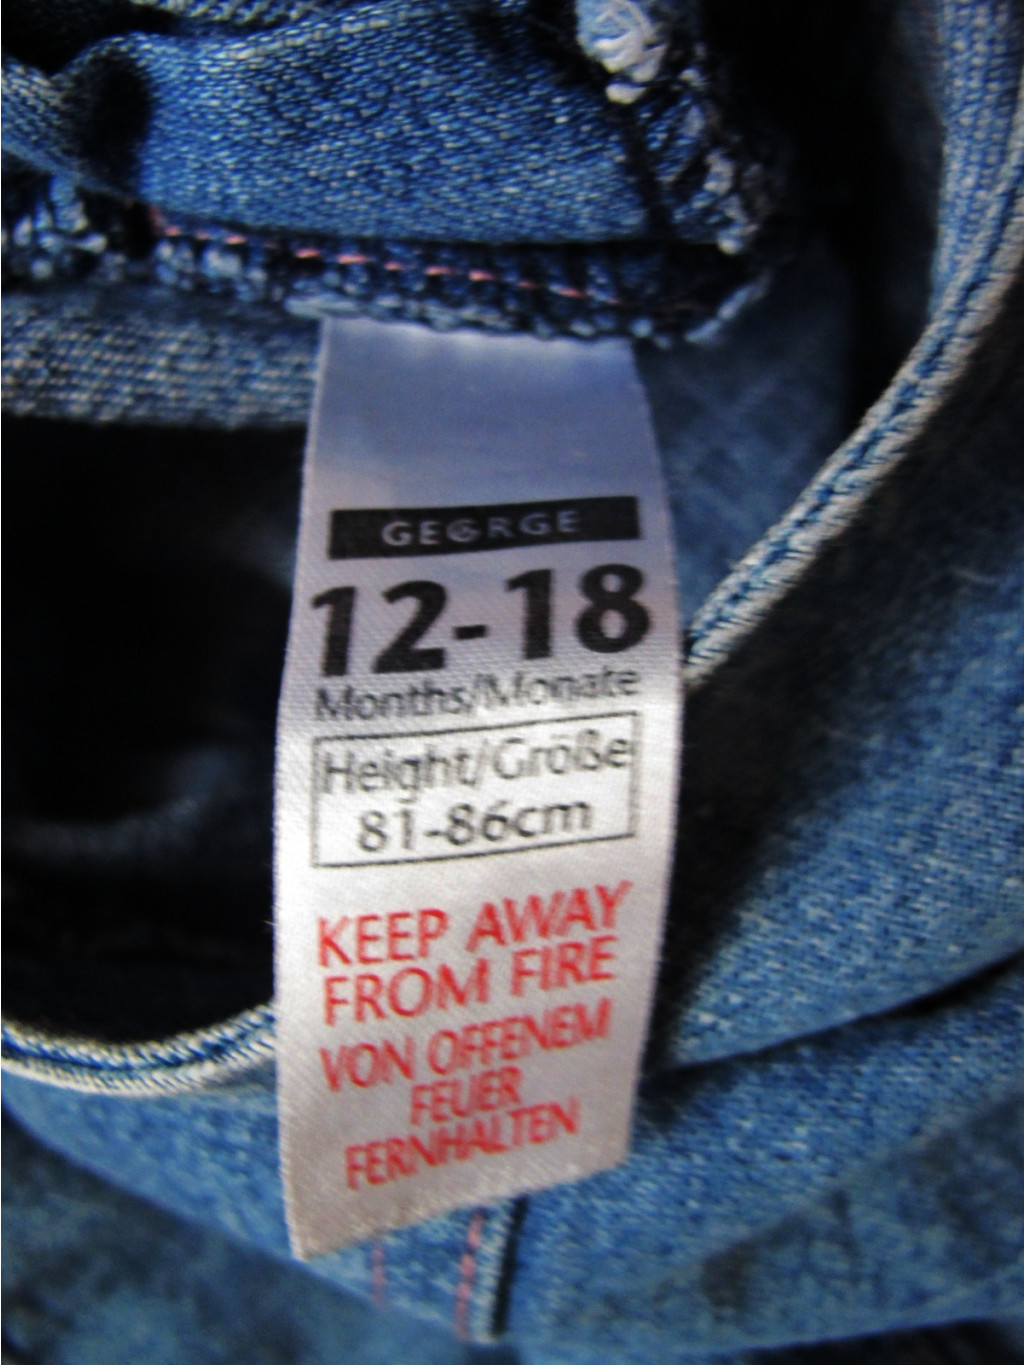 GEORGE
12-18
Months/Monate
Height/Größe
81-86cm
KEEP AWAY
FROM FIRE
VON OFFENEM
FEUER
FERNHALTEN